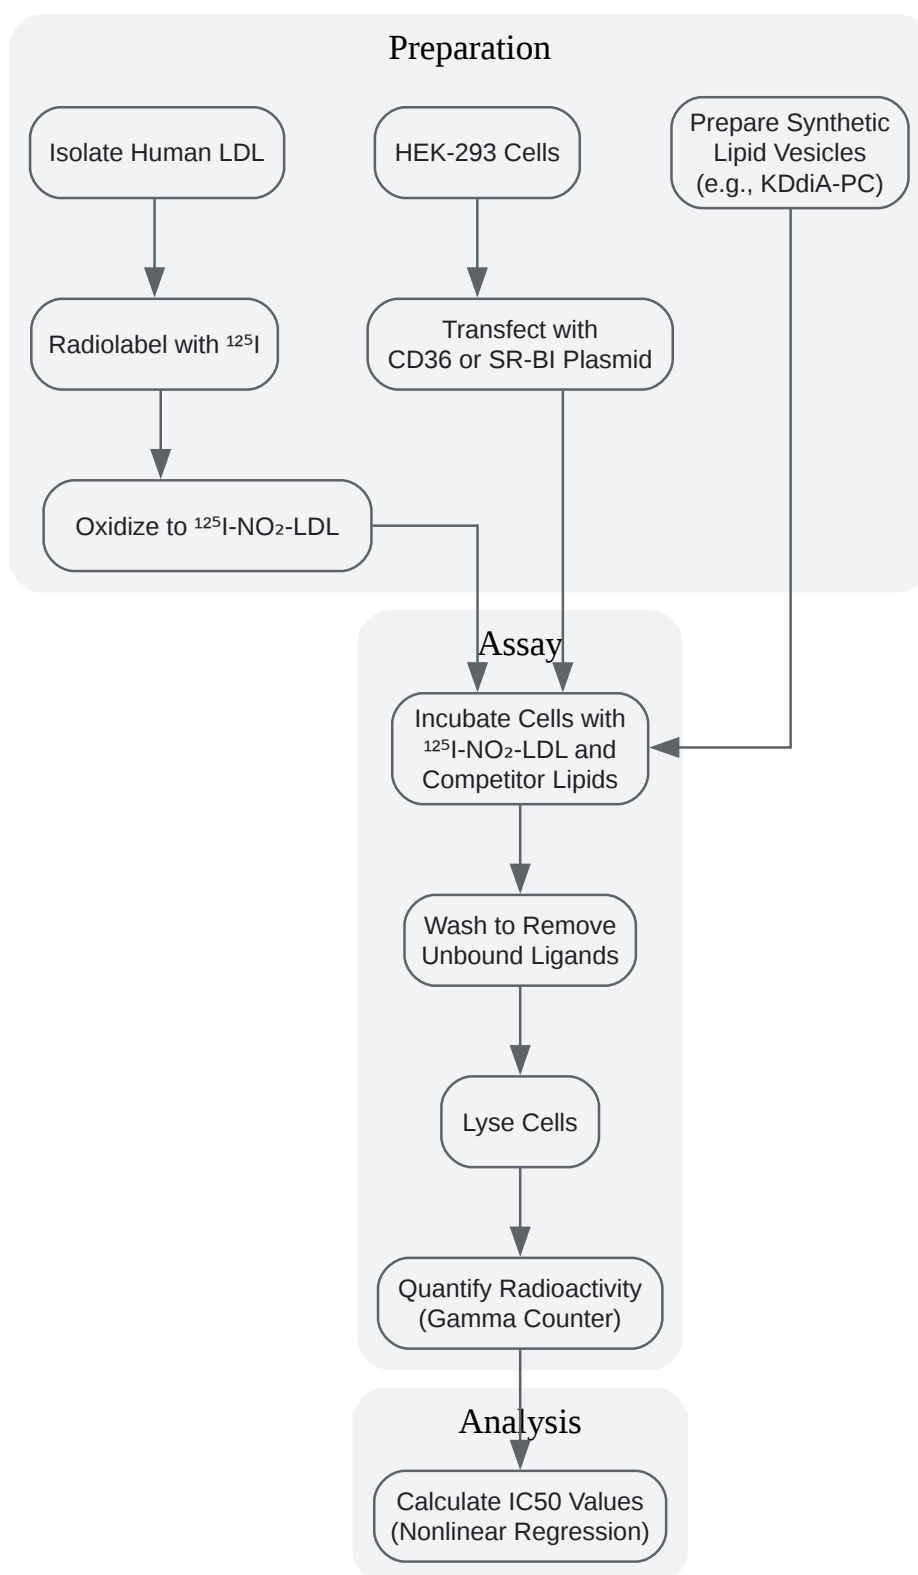 Preparation
Isolate Human LDL
HEK-293 Cells
Prepare Synthetic
Lipid Vesicles
(e.g., KDdiA-PC)
Radiolabel with ¹²⁵I
Transfect with
CD36 or SR-BI Plasmid
Oxidize to ¹²⁵I-NO₂-LDL
Assay
Incubate Cells with
¹²⁵I-NO₂-LDL and
Competitor Lipids
Wash to Remove
Unbound Ligands
Lyse Cells
Quantify Radioactivity
(Gamma Counter)
Analysis
Calculate IC50 Values
(Nonlinear Regression)